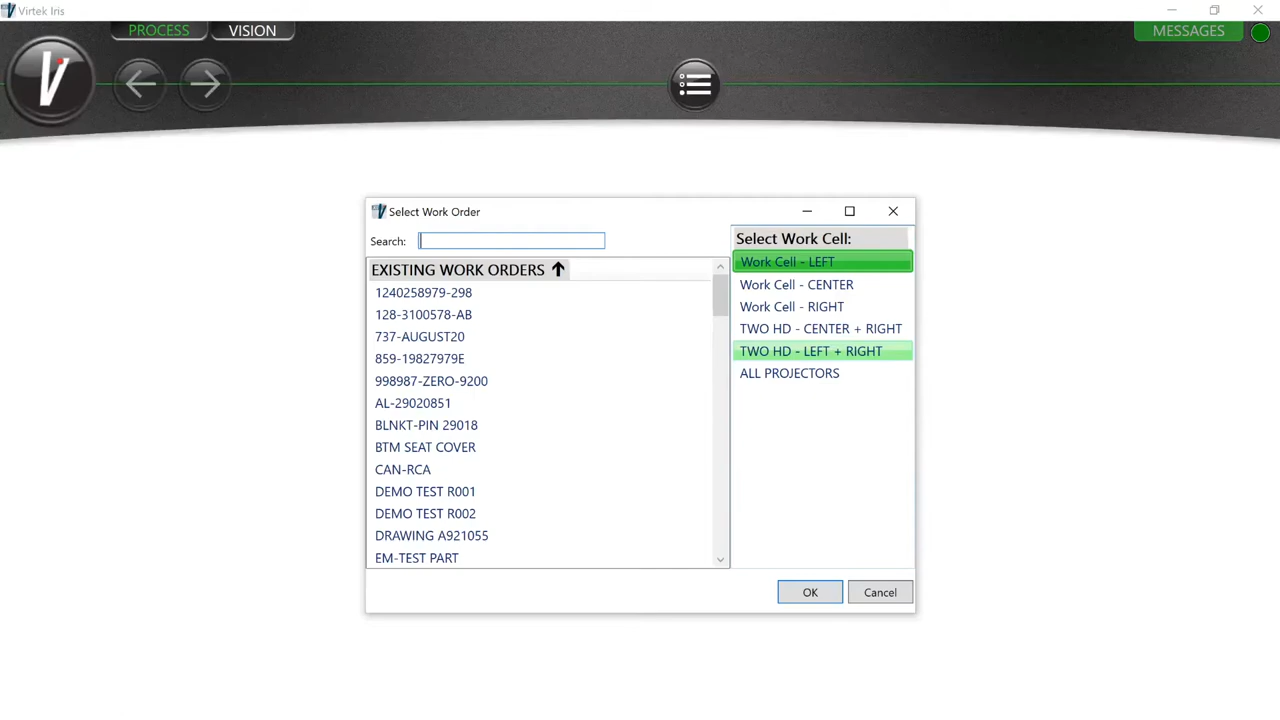 Virtek Iris
PROCESS
VISION
MESSAGES
Select Work Order
Search:
EXISTING WORK ORDERS
1240258979-298
128-3100578-AB
737-AUGUST20
859-19827979E
998987-ZERO-9200
AL-29020851
BLNKT-PIN 29018
BTM SEAT COVER
CAN-RCA
DEMO TEST R001
DEMO TEST R002
DRAWING A921055
EM-TEST PART
Select Work Cell:
Work Cell - LEFT
Work Cell - CENTER
Work Cell - RIGHT
TWO HD - CENTER + RIGHT
TWO HD - LEFT + RIGHT
ALL PROJECTORS
OK
Cancel